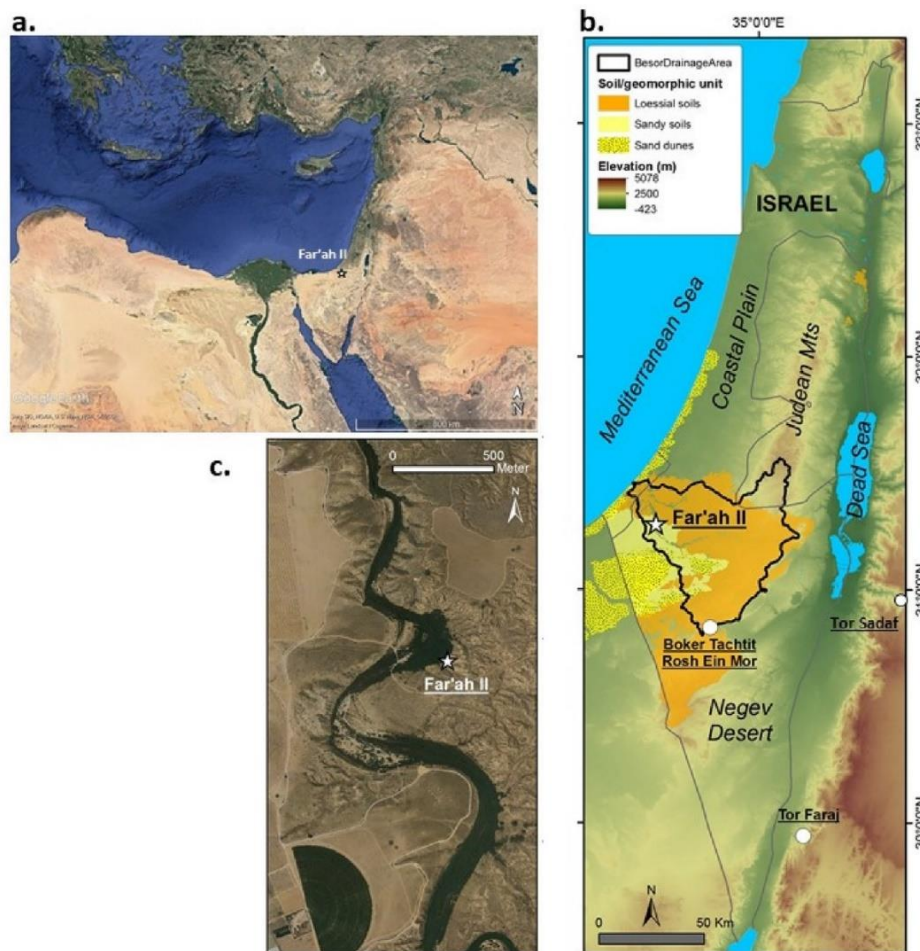 a.
Far'ah II
N
b.
35°0'0"E
BesorDrainageArea
Soil/geomorphic unit
Loessial soils
Sandy soils
Sand dunes
Elevation (m)
5078
2500
-423
ISRAEL
Mediterranean Sea
Coastal Plain
Judean Mts
Dead Sea
Far'ah II
Tor Sadaf
Boker Tachtit
Rosh Ein Mor
Negev
Desert
Tor Faraj
N
0 50 Km
c.
0 500
Meter
N
Far'ah II